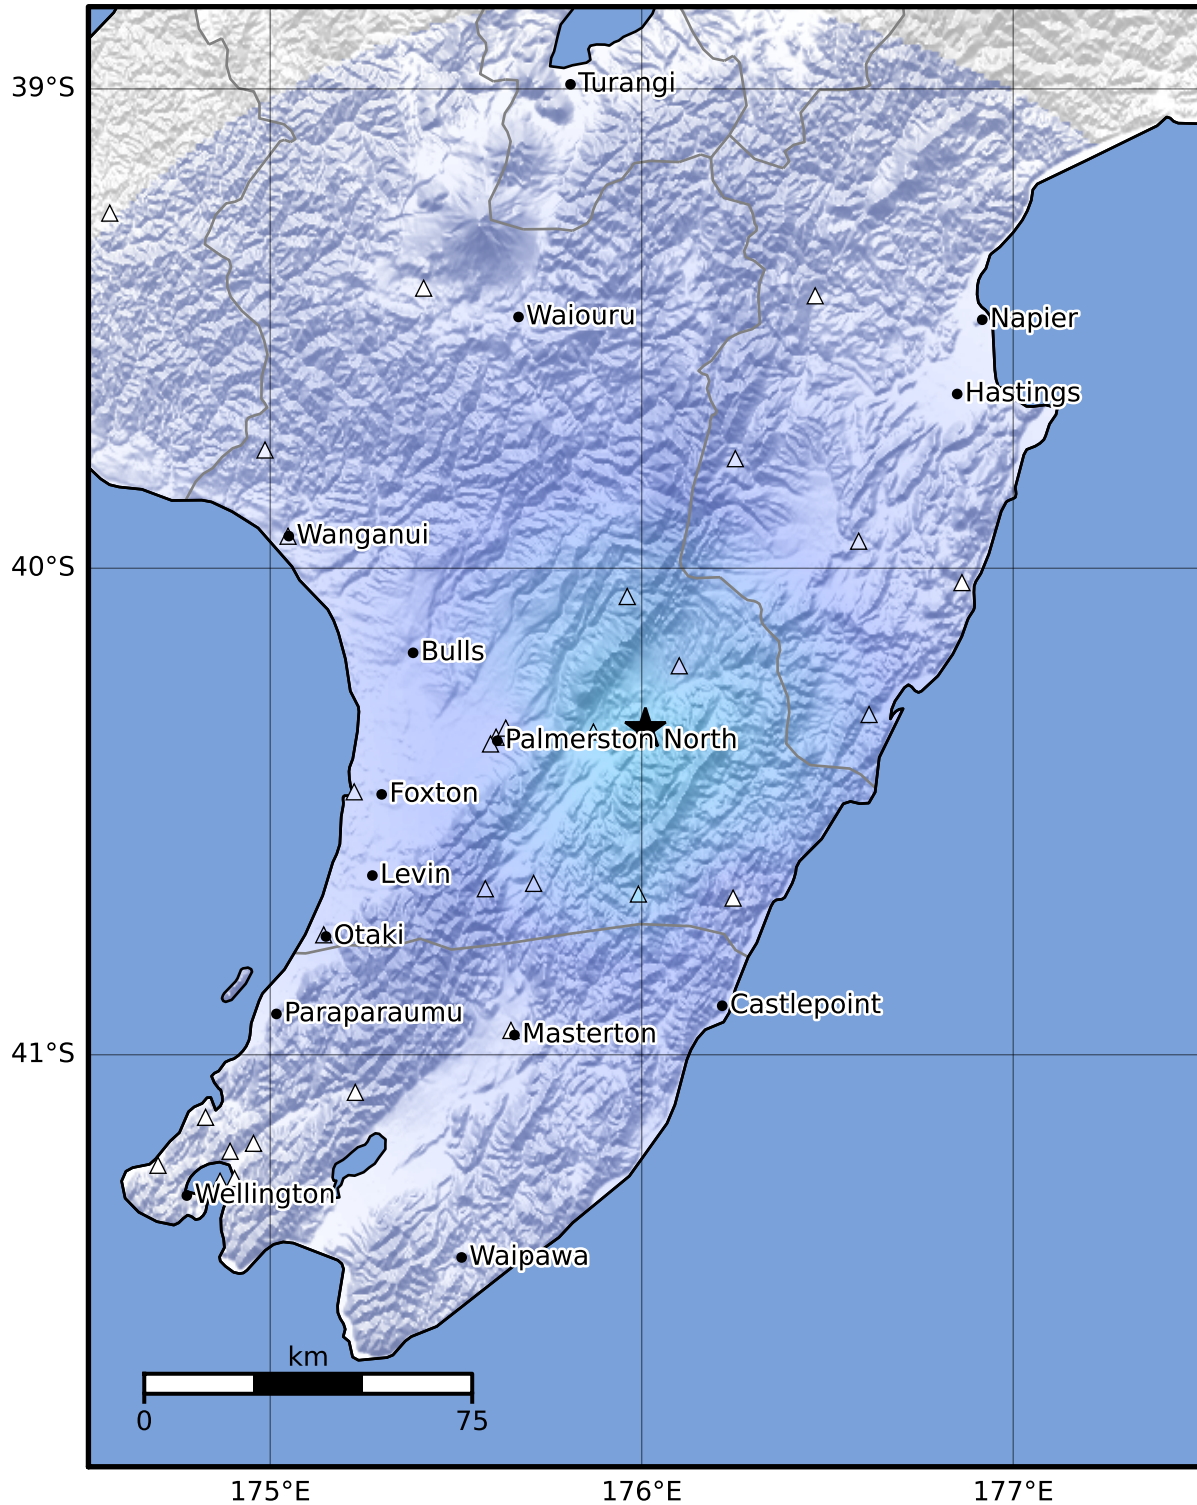 39°S
Turangi
Waiouru
Napier
Hastings
Wanganui
40°S
Bulls
Palmerston North
Foxton
Levin
Otaki
Castlepoint
Paraparaumu
Masterton
41°S
Wellington
Waipawa
km
0 75
175°E 176°E 177°E